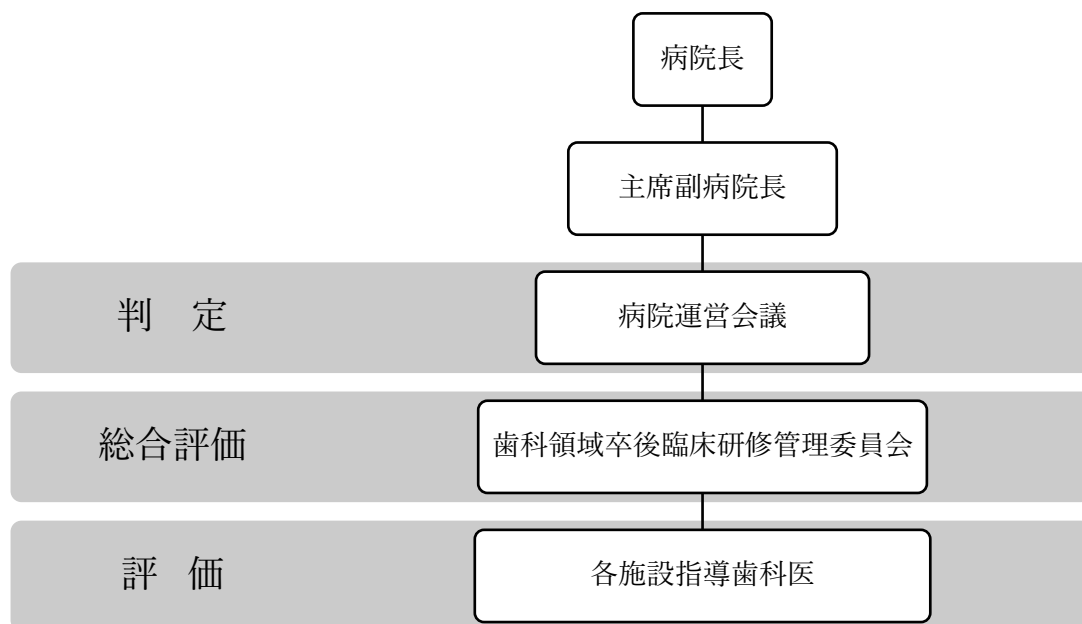 病院長
主席副病院長
判　定
病院運営会議
総合評価
歯科領域卒後臨床研修管理委員会
評　価
各施設指導歯科医